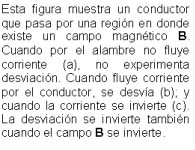 Esta figura muestra un conductor
que pasa por una región en donde
existe un campo magnético B.
Cuando por el alambre no fluye
corriente (a), no experimenta
desviación. Cuando fluye corriente
por el conductor, se desvía (b); y
cuando la corriente se invierte (c).
La desviación se invierte también
cuando el campo B se invierte.